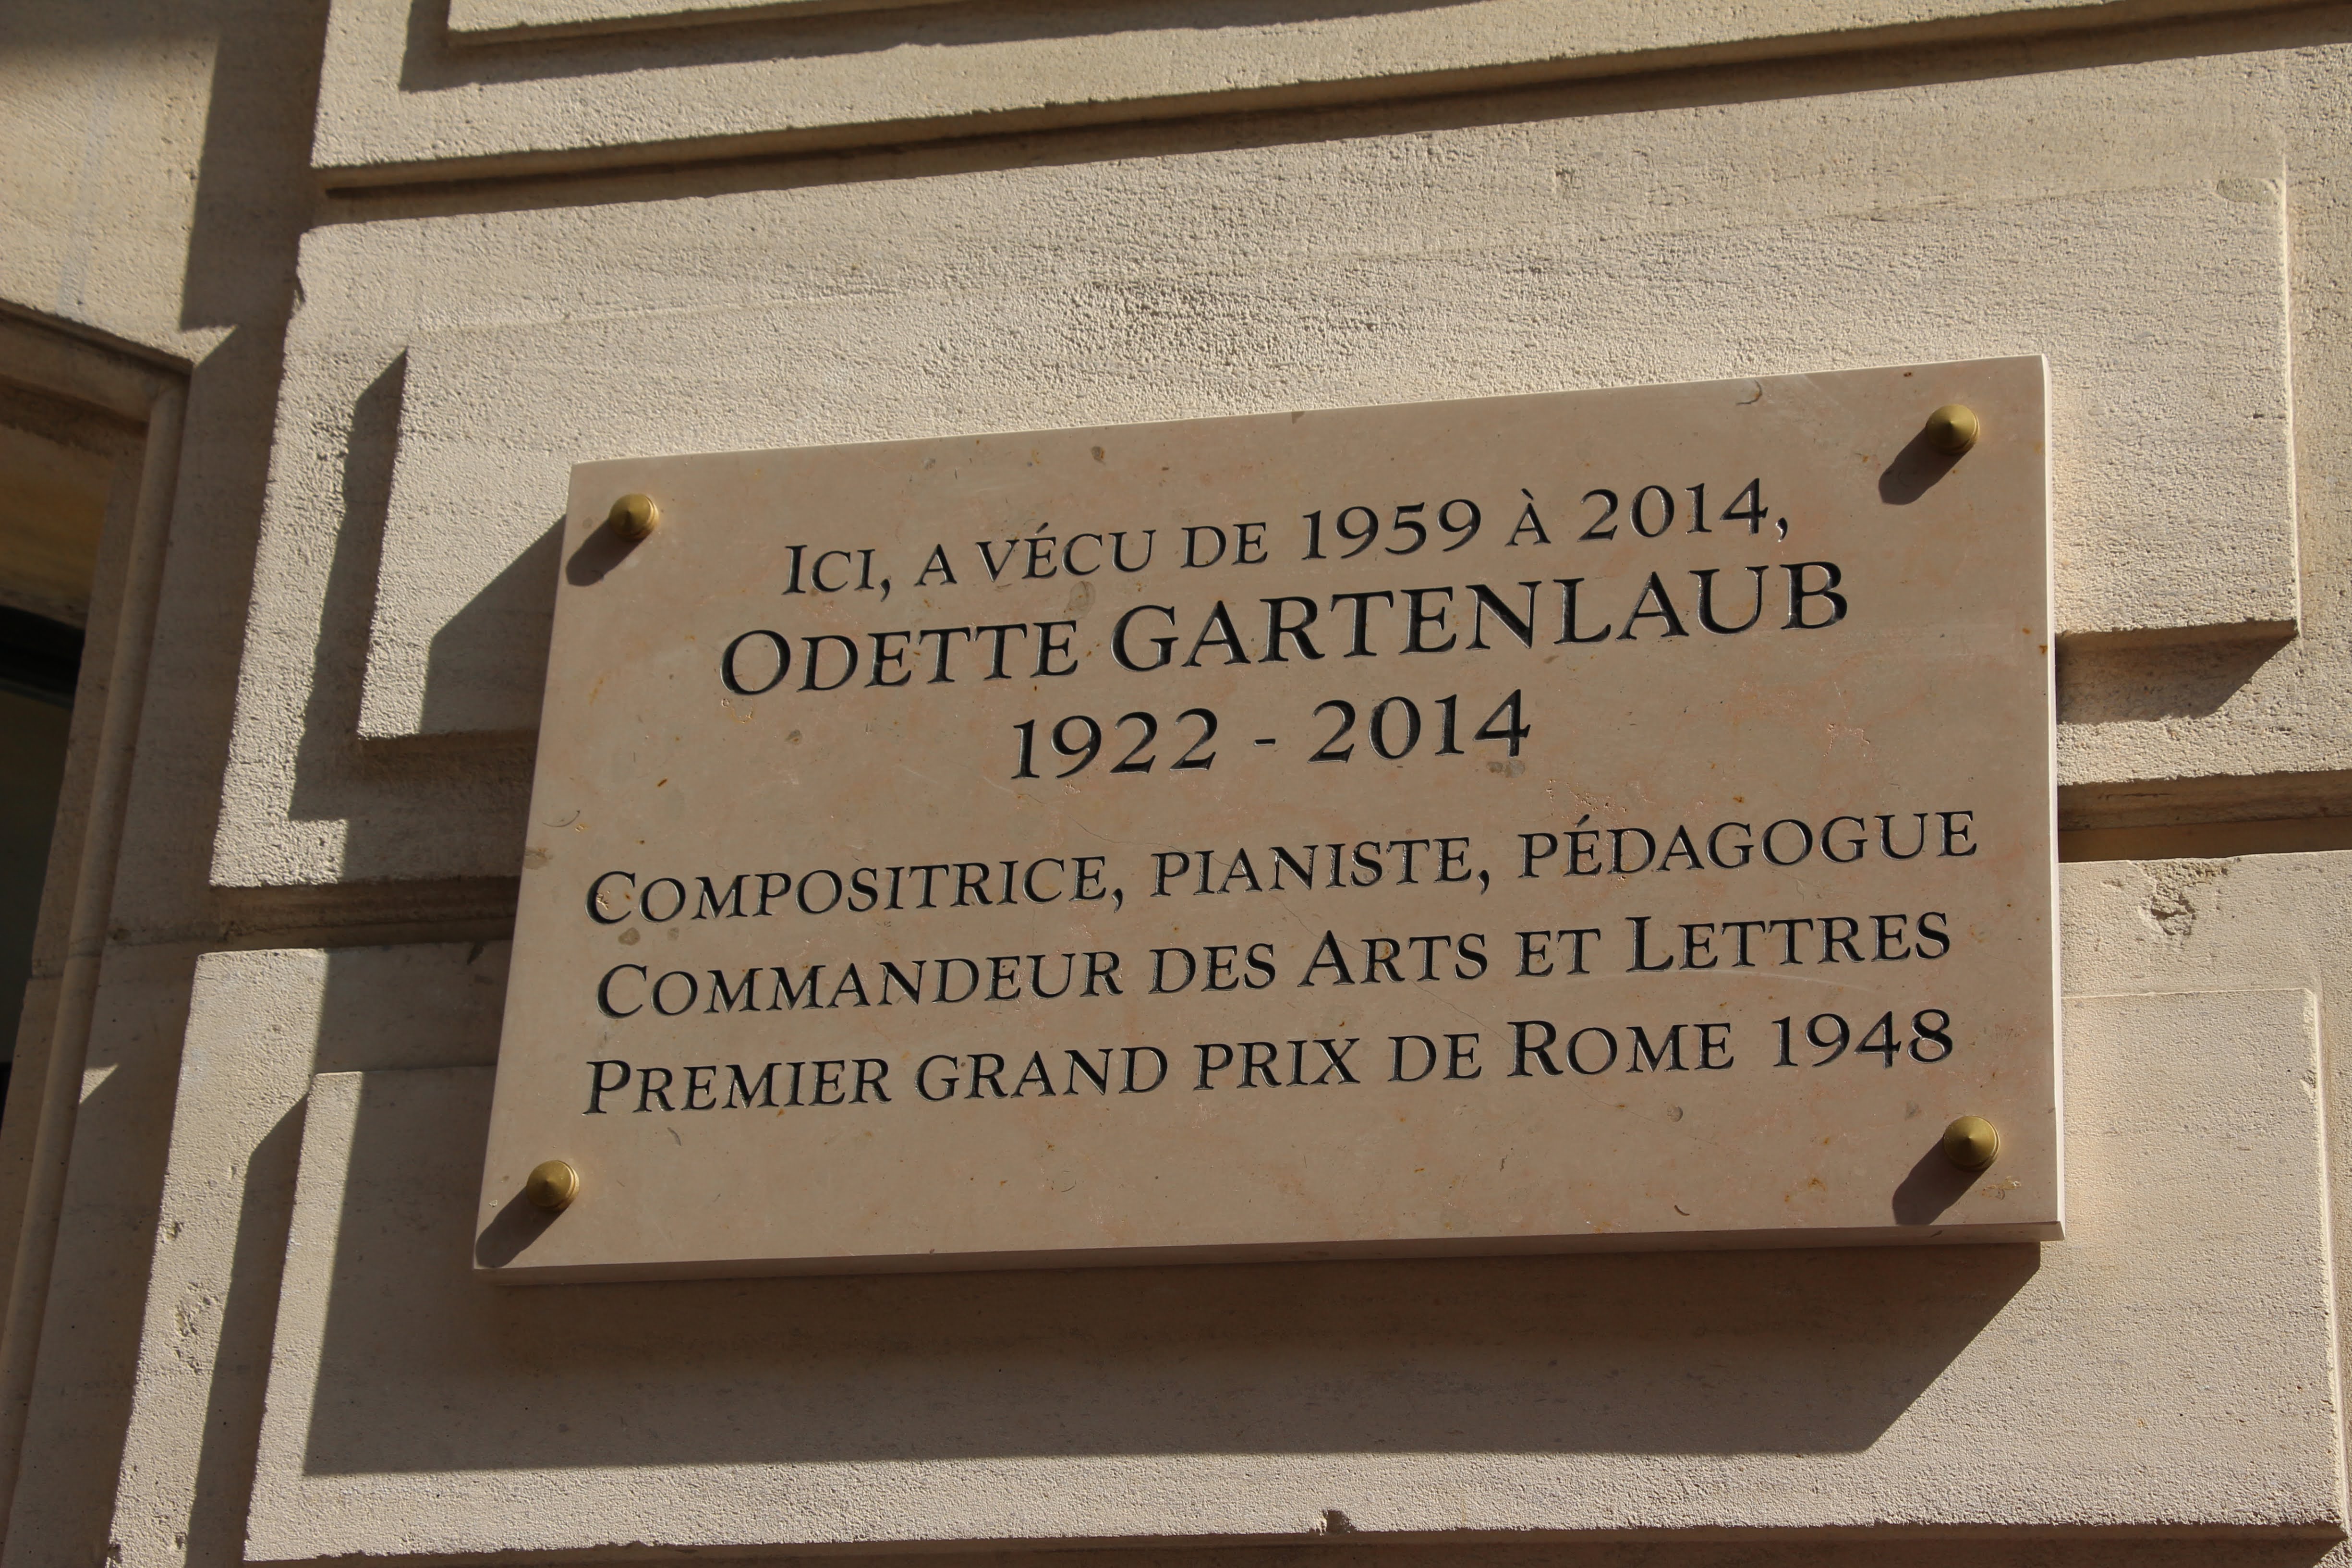 Ici, a vécu de 1959 à 2014,
Odette GARTENLAUB
1922 - 2014
Compositrice, pianiste, pédagogue
Commandeur des Arts et Lettres
Premier grand prix de Rome 1948